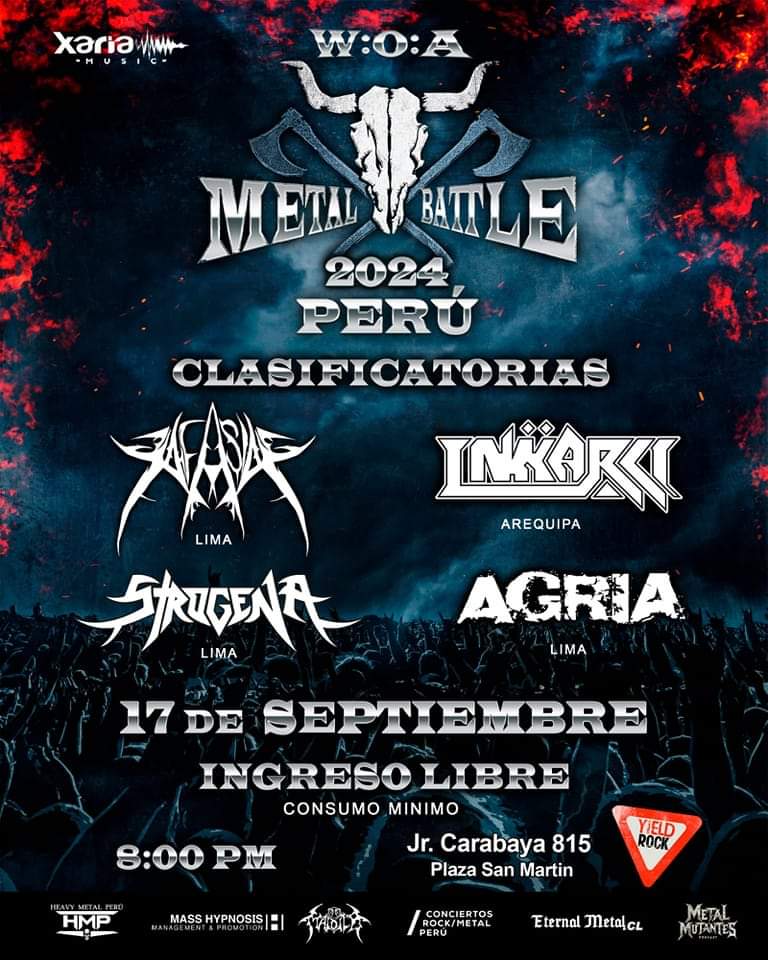 Xaria
MUSIC
W:O:A
METAL BATTLE
2024
PERÚ
CLASIFICATORIAS
LIMA
AREQUIPA
STROGENA
AGRIA
LIMA
LIMA
17 DE SEPTIEMBRE
INGRESO LIBRE
CONSUMO MINIMO
8:00 PM
Jr. Carabaya 815
Plaza San Martin
YIELD
ROCK
HEAVY METAL PERÚ
HMP
MASS HYPNOSIS
MANAGEMENT & PROMOTION
CONCIERTOS
ROCK/METAL
PERÚ
Eternal Metal.CL
METAL
MUTANTES
PODCAST